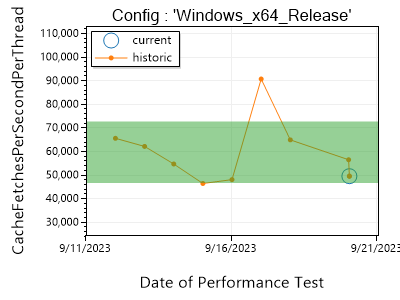 Config : 'Windows_x64_Release'
current
historic
CacheFetchesPerSecondPerThread
110,000
100,000
90,000
80,000
70,000
60,000
50,000
40,000
30,000
9/11/2023
9/16/2023
9/21/2023
Date of Performance Test